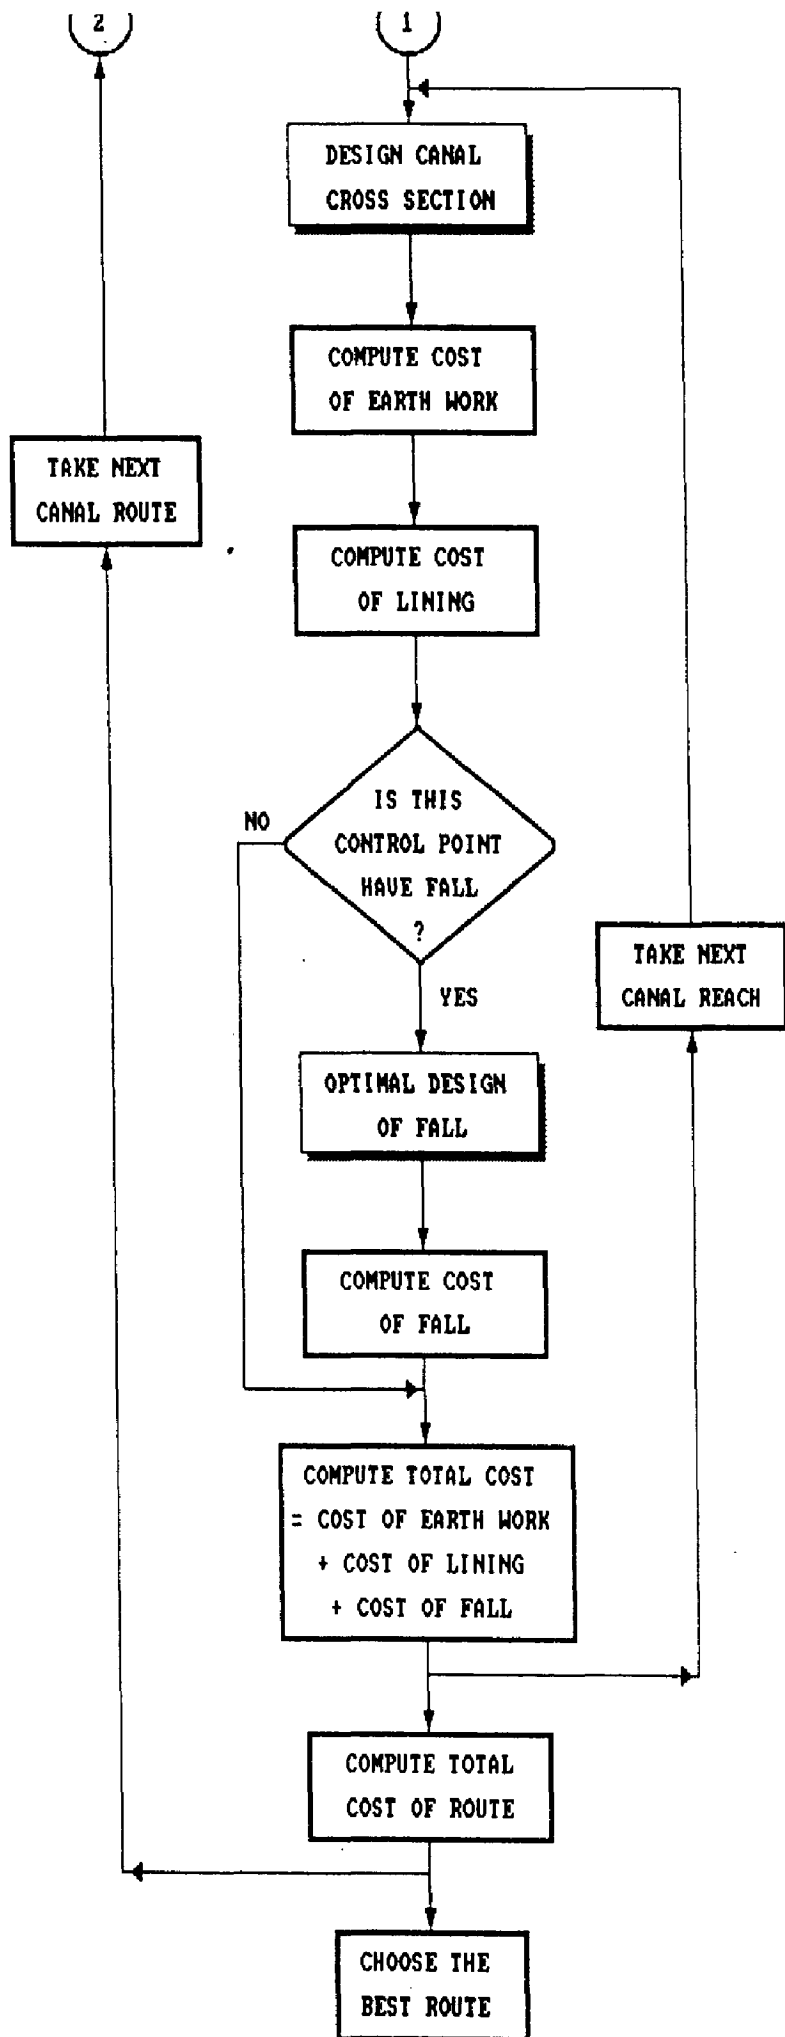 2
1
DESIGN CANAL
CROSS SECTION
COMPUTE COST
OF EARTH WORK
TAKE NEXT
CANAL ROUTE
COMPUTE COST
OF LINING
IS THIS
CONTROL POINT
HAVE FALL
?
NO
YES
TAKE NEXT
CANAL REACH
OPTIMAL DESIGN
OF FALL
COMPUTE COST
OF FALL
COMPUTE TOTAL COST
= COST OF EARTH WORK
+ COST OF LINING
+ COST OF FALL
COMPUTE TOTAL
COST OF ROUTE
CHOOSE THE
BEST ROUTE